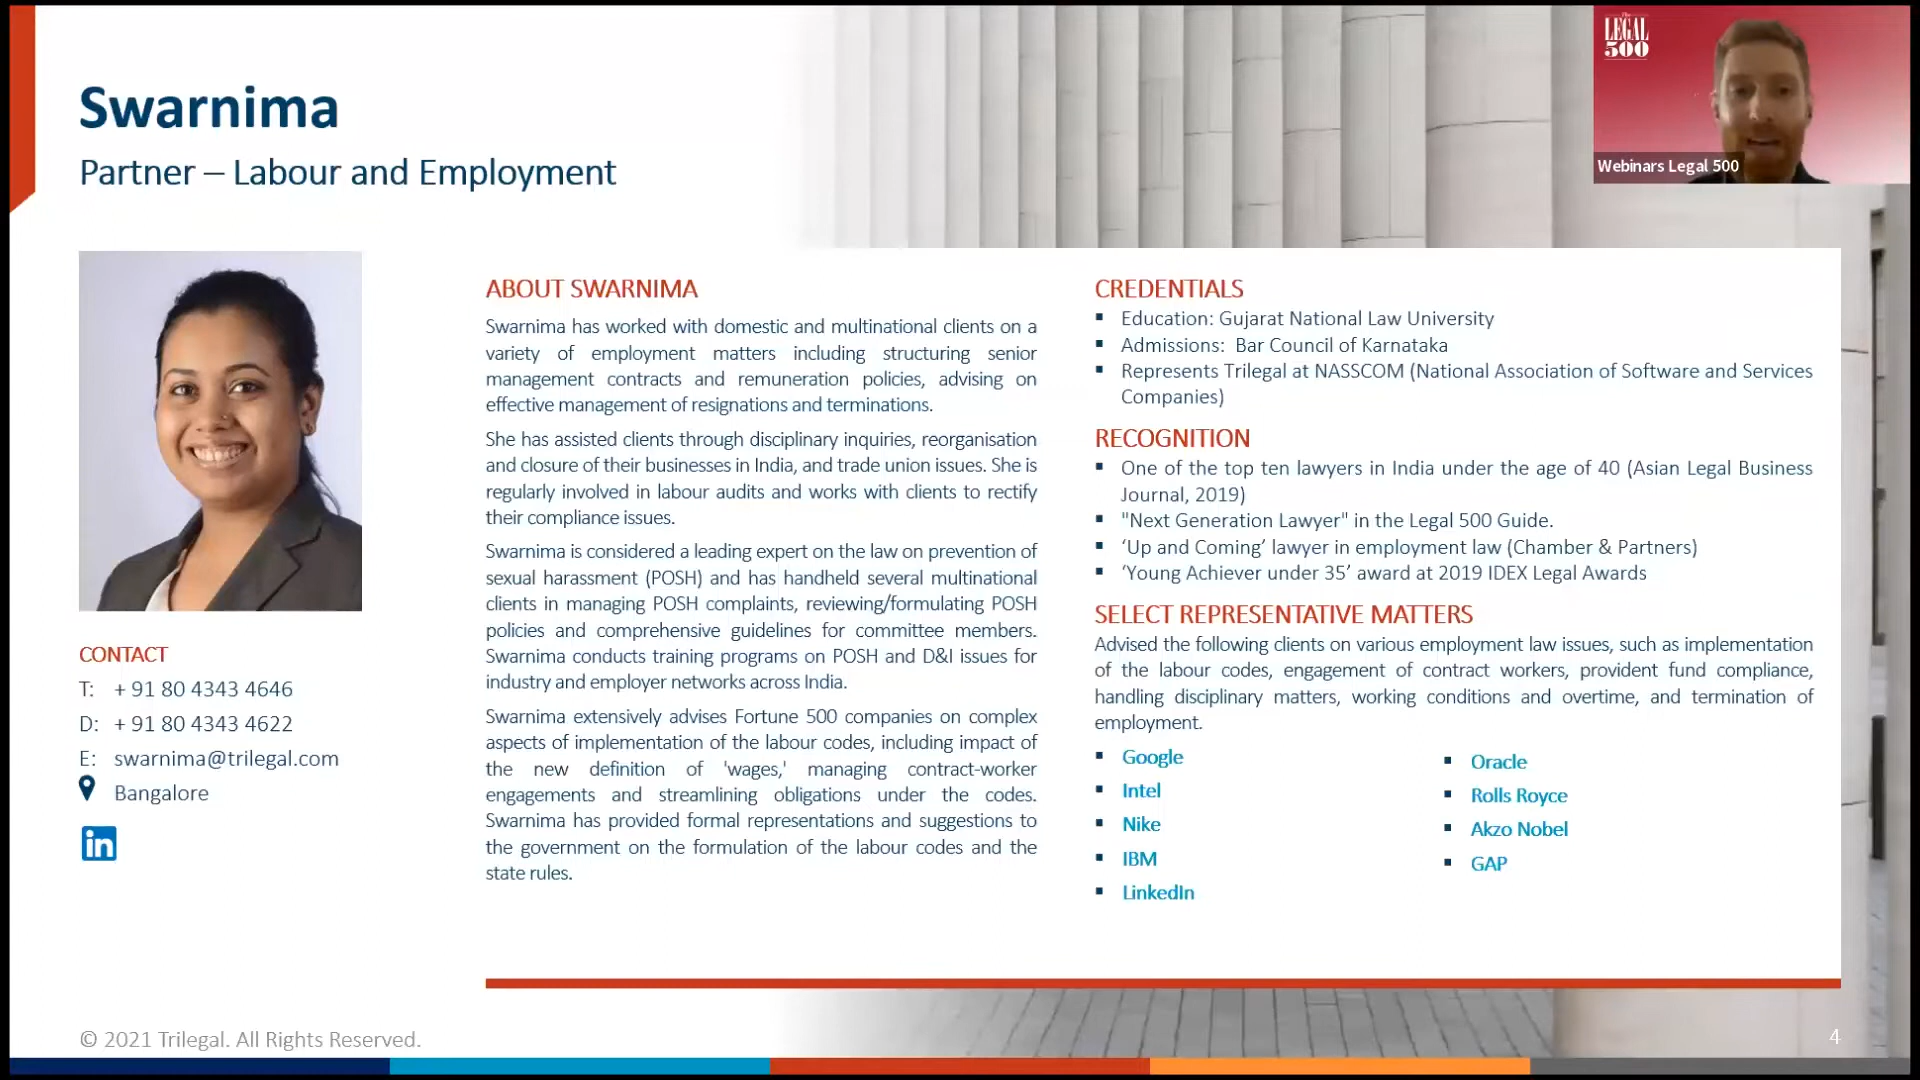 Swarnima
Partner – Labour and Employment
The
LEGAL
500
Webinars Legal 500
CONTACT
T: + 91 80 4343 4646
D: + 91 80 4343 4622
E: swarnima@trilegal.com
Bangalore
in
ABOUT SWARNIMA
Swarnima has worked with domestic and multinational clients on a
variety of employment matters including structuring senior
management contracts and remuneration policies, advising on
effective management of resignations and terminations.
She has assisted clients through disciplinary inquiries, reorganisation
and closure of their businesses in India, and trade union issues. She is
regularly involved in labour audits and works with clients to rectify
their compliance issues.
Swarnima is considered a leading expert on the law on prevention of
sexual harassment (POSH) and has handheld several multinational
clients in managing POSH complaints, reviewing/formulating POSH
policies and comprehensive guidelines for committee members.
Swarnima conducts training programs on POSH and D&I issues for
industry and employer networks across India.
Swarnima extensively advises Fortune 500 companies on complex
aspects of implementation of the labour codes, including impact of
the new definition of 'wages,' managing contract-worker
engagements and streamlining obligations under the codes.
Swarnima has provided formal representations and suggestions to
the government on the formulation of the labour codes and the
state rules.
CREDENTIALS
▪ Education: Gujarat National Law University
▪ Admissions: Bar Council of Karnataka
▪ Represents Trilegal at NASSCOM (National Association of Software and Services
Companies)
RECOGNITION
▪ One of the top ten lawyers in India under the age of 40 (Asian Legal Business
Journal, 2019)
▪ "Next Generation Lawyer" in the Legal 500 Guide.
▪ ‘Up and Coming’ lawyer in employment law (Chamber & Partners)
▪ ‘Young Achiever under 35’ award at 2019 IDEX Legal Awards
SELECT REPRESENTATIVE MATTERS
Advised the following clients on various employment law issues, such as implementation
of the labour codes, engagement of contract workers, provident fund compliance,
handling disciplinary matters, working conditions and overtime, and termination of
employment.
▪ Google
▪ Intel
▪ Nike
▪ IBM
▪ LinkedIn
▪ Oracle
▪ Rolls Royce
▪ Akzo Nobel
▪ GAP
© 2021 Trilegal. All Rights Reserved.
4